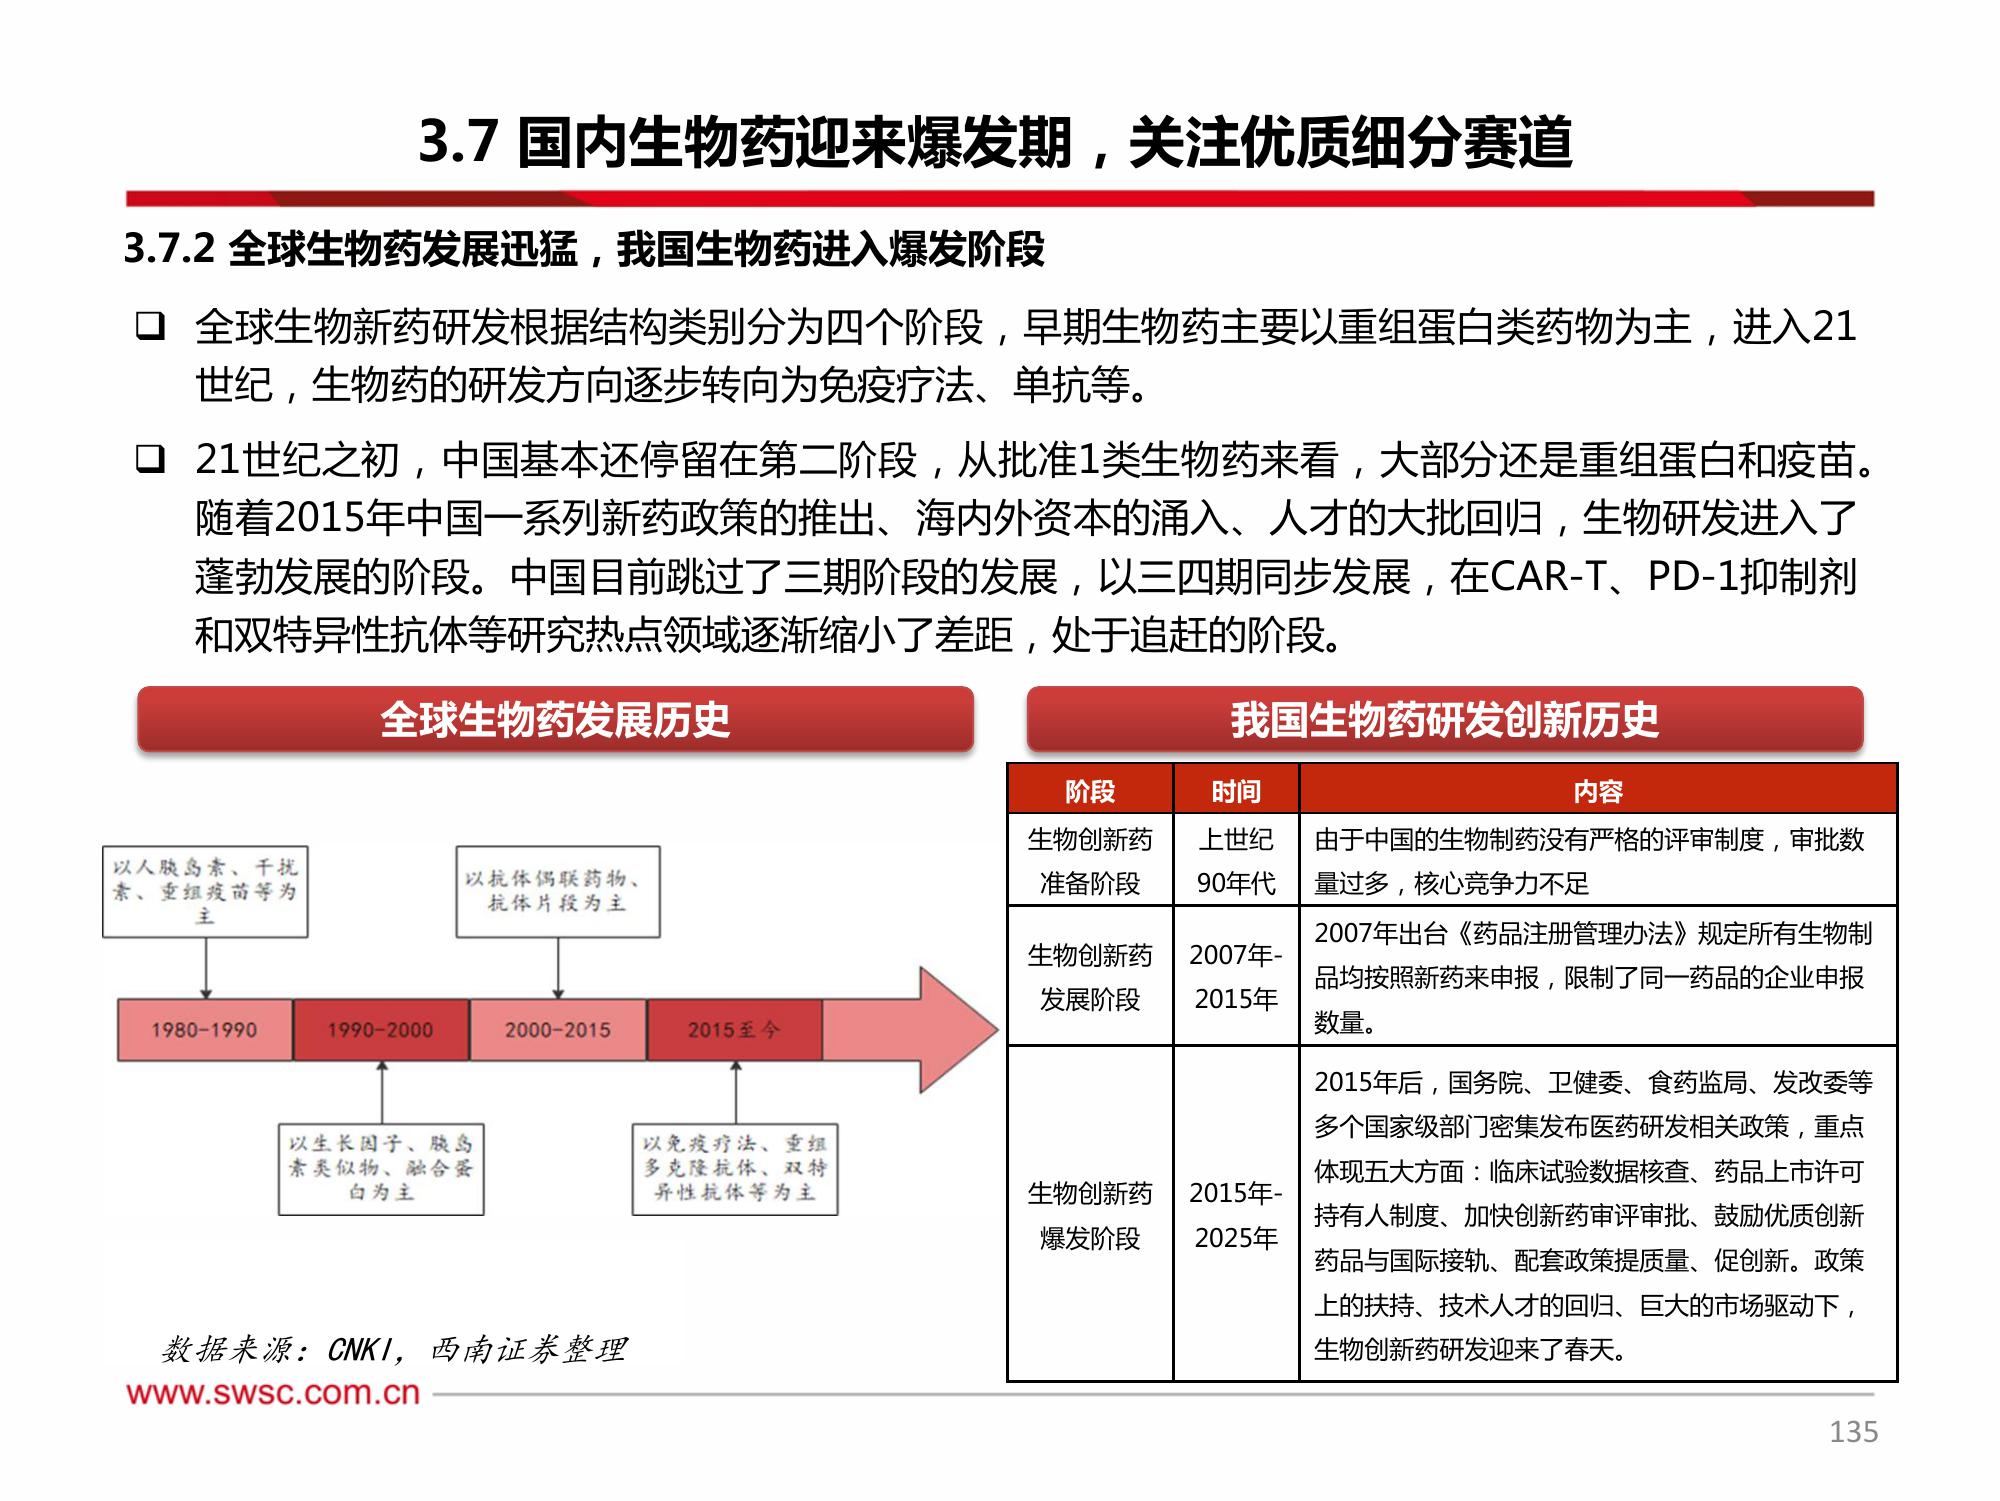 3.7 国内生物药迎来爆发期，关注优质细分赛道
3.7.2 全球生物药发展迅猛，我国生物药进入爆发阶段
❑ 全球生物新药研发根据结构类别分为四个阶段，早期生物药主要以重组蛋白类药物为主，进入21
世纪，生物药的研发方向逐步转向为免疫疗法、单抗等。
❑ 21世纪之初，中国基本还停留在第二阶段，从批准1类生物药来看，大部分还是重组蛋白和疫苗。
随着2015年中国一系列新药政策的推出、海内外资本的涌入、人才的大批回归，生物研发进入了
蓬勃发展的阶段。中国目前跳过了三期阶段的发展，以三四期同步发展，在CAR-T、PD-1抑制剂
和双特异性抗体等研究热点领域逐渐缩小了差距，处于追赶的阶段。
全球生物药发展历史
以人胰岛素、干扰
素、重组疫苗等为
主
以抗体偶联药物、
抗体片段为主
1980-1990
1990-2000
2000-2015
2015至今
以生长因子、胰岛
素类似物、融合蛋
白为主
以免疫疗法、重组
多克隆抗体、双特
异性抗体等为主
我国生物药研发创新历史
阶段
时间
内容
生物创新药
准备阶段
上世纪
90年代
由于中国的生物制药没有严格的评审制度，审批数
量过多，核心竞争力不足
生物创新药
发展阶段
2007年-
2015年
2007年出台《药品注册管理办法》规定所有生物制
品均按照新药来申报，限制了同一药品的企业申报
数量。
生物创新药
爆发阶段
2015年-
2025年
2015年后，国务院、卫健委、食药监局、发改委等
多个国家级部门密集发布医药研发相关政策，重点
体现五大方面：临床试验数据核查、药品上市许可
持有人制度、加快创新药审评审批、鼓励优质创新
药品与国际接轨、配套政策提质量、促创新。政策
上的扶持、技术人才的回归、巨大的市场驱动下，
生物创新药研发迎来了春天。
数据来源：CNKI，西南证券整理
www.swsc.com.cn
135